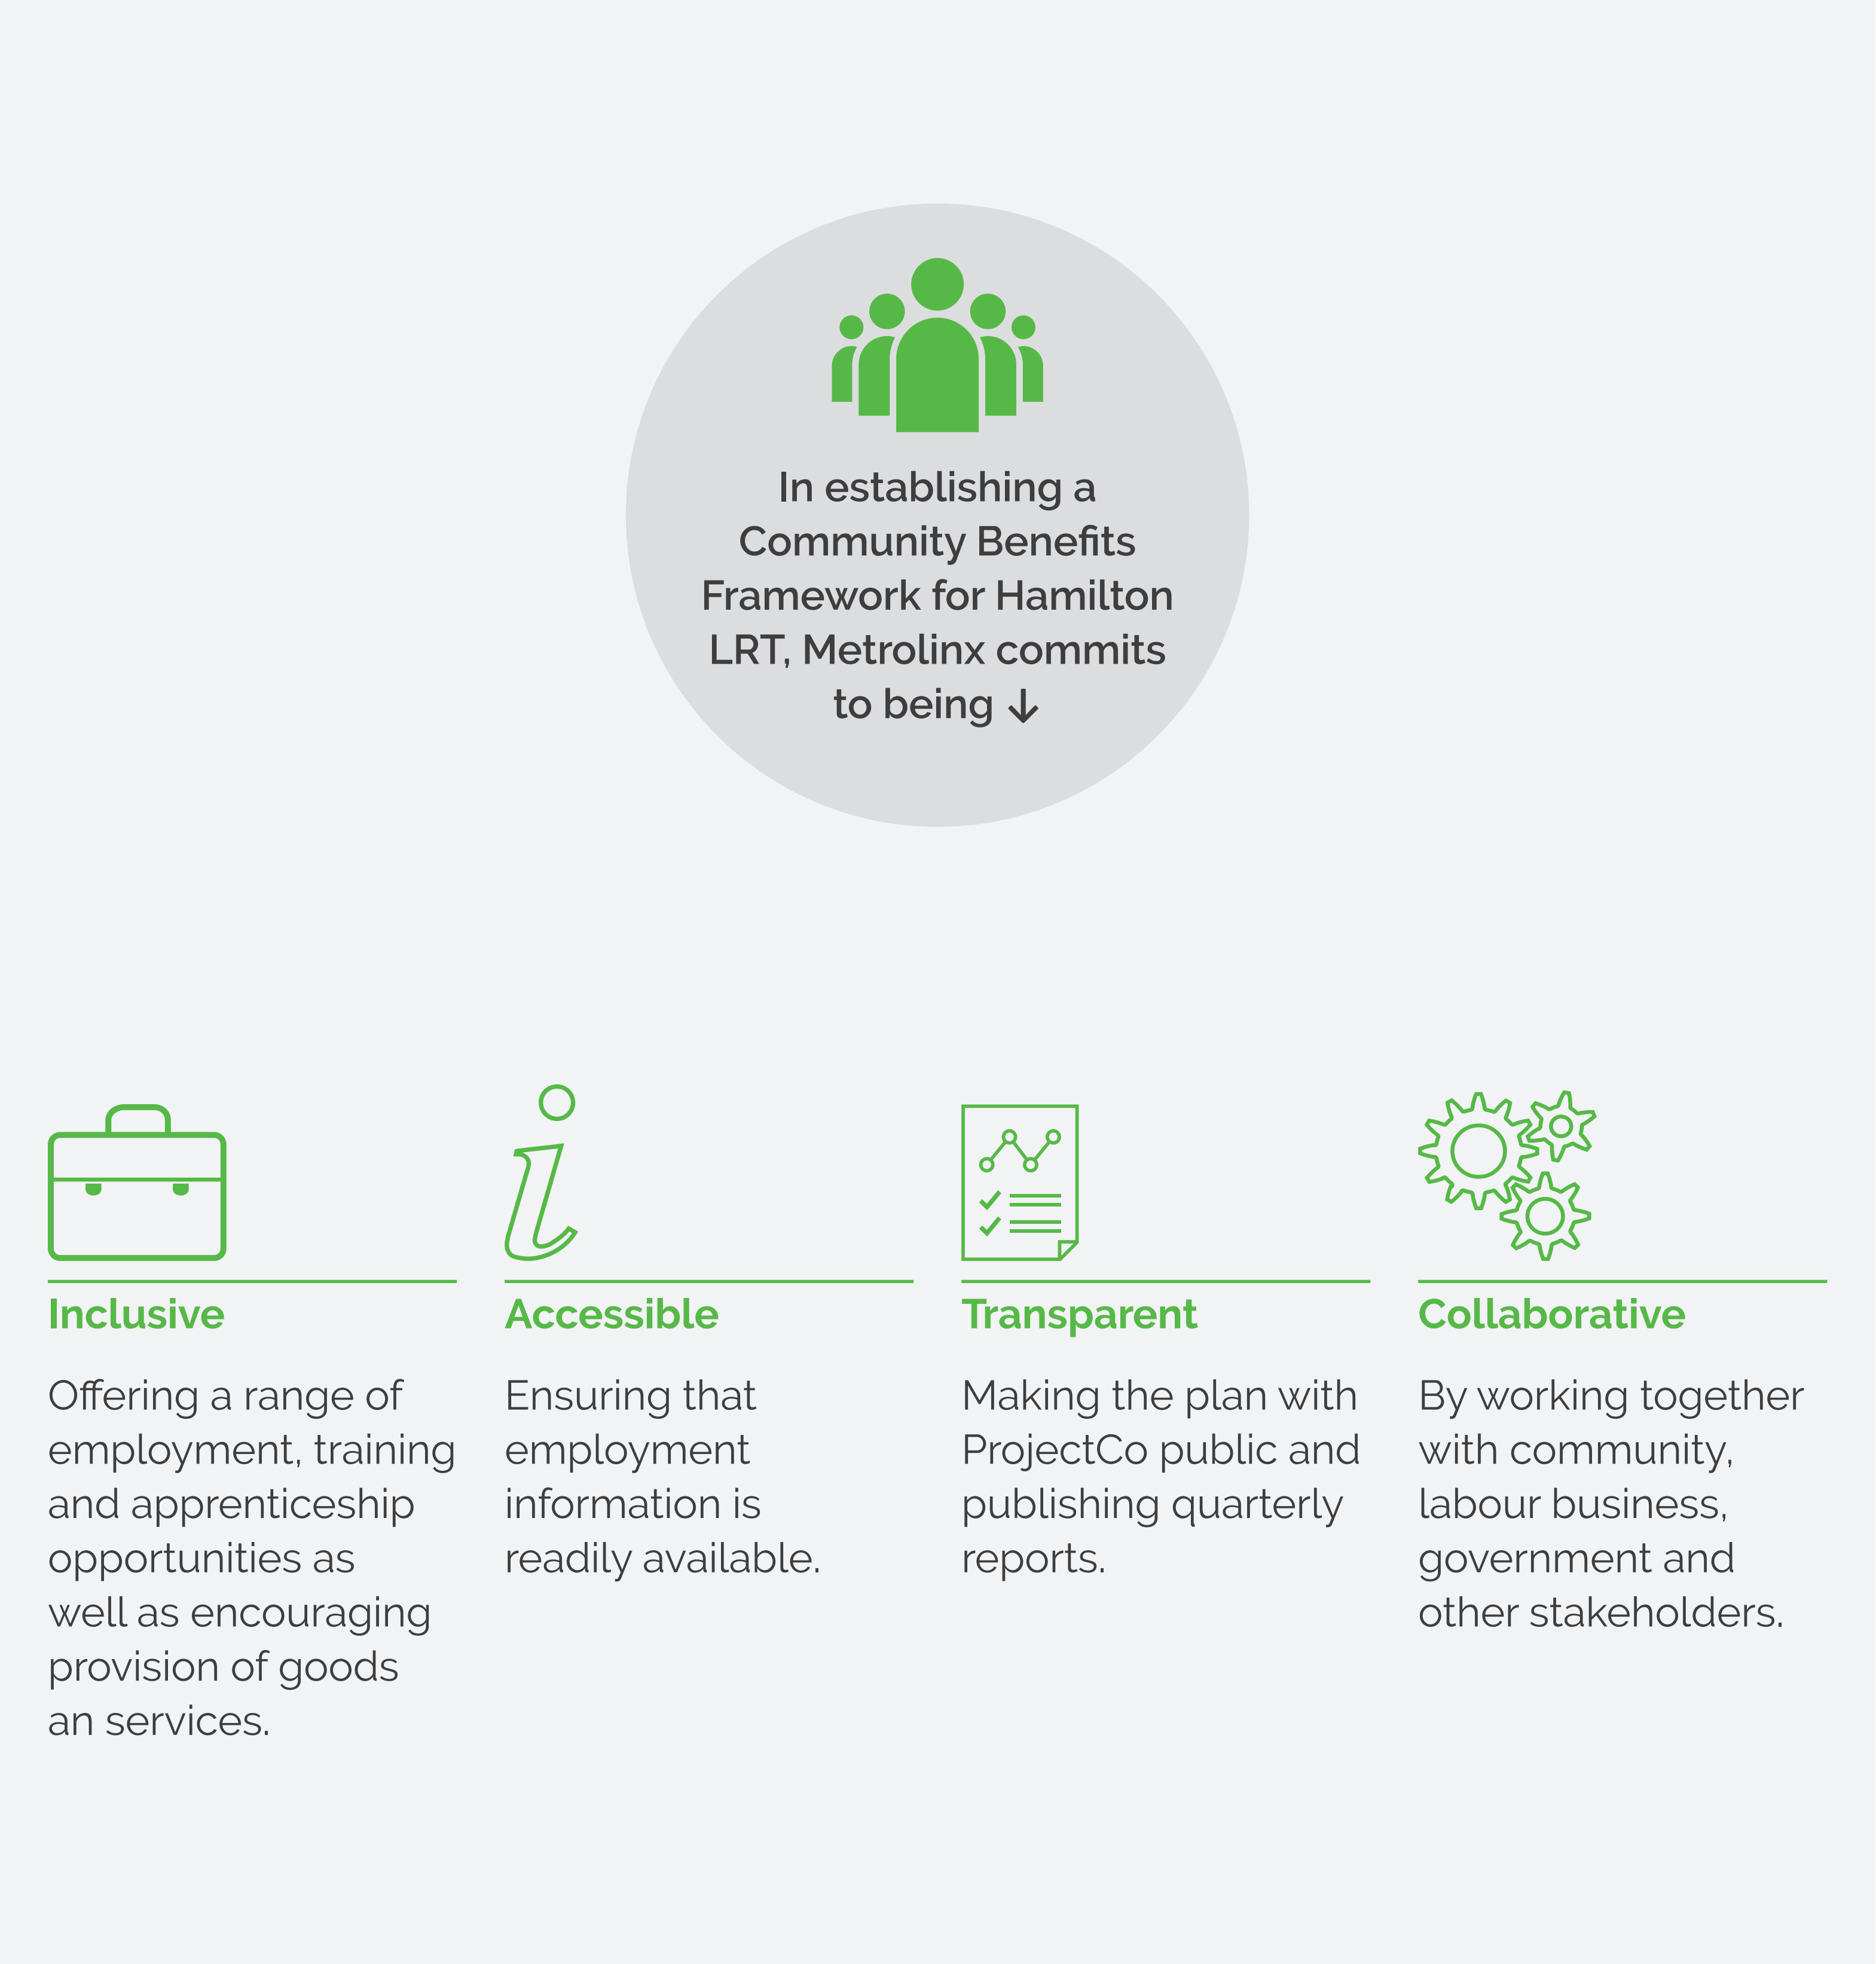 In establishing a
Community Benefits
Framework for Hamilton
LRT, Metrolinx commits
to being ↓
Inclusive
Offering a range of
employment, training
and apprenticeship
opportunities as
well as encouraging
provision of goods
an services.
Accessible
Ensuring that
employment
information is
readily available.
Transparent
Making the plan with
ProjectCo public and
publishing quarterly
reports.
Collaborative
By working together
with community,
labour business,
government and
other stakeholders.